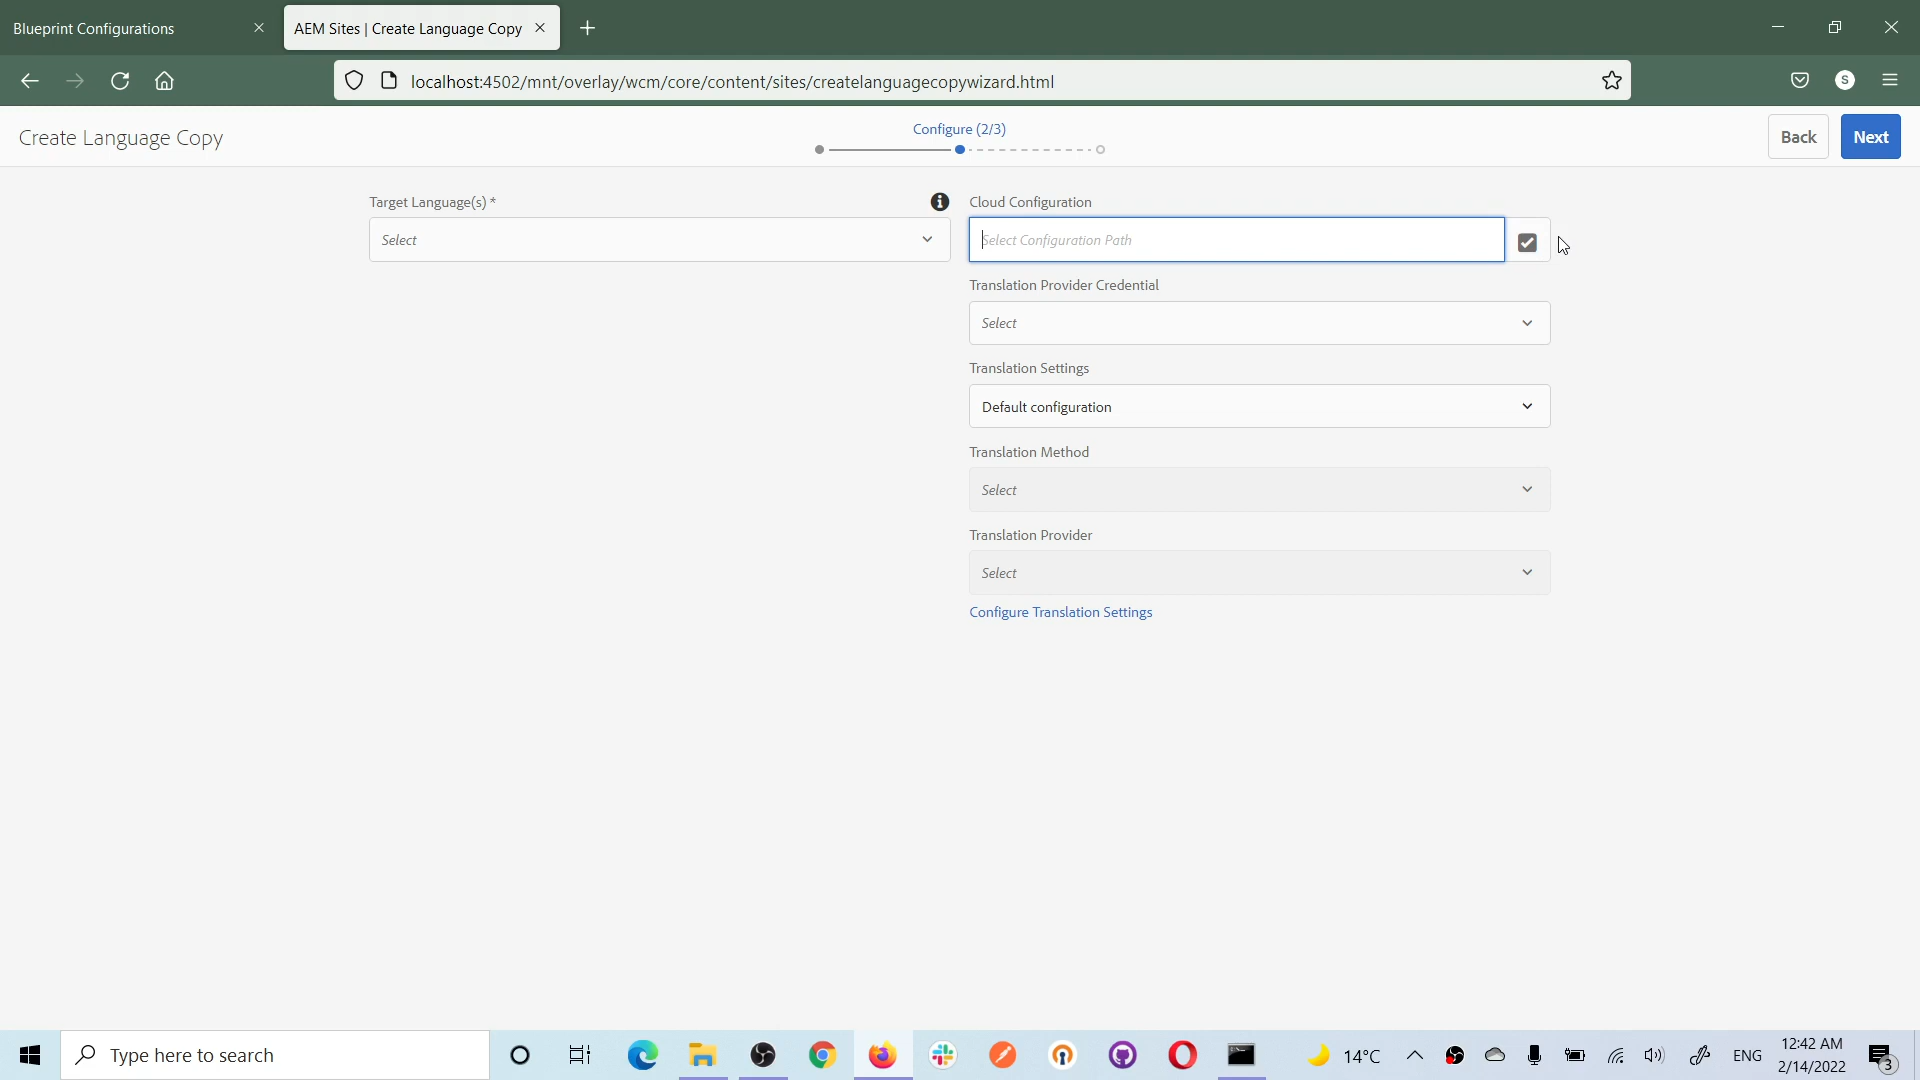 Blueprint Configurations
AEM Sites | Create Language Copy
localhost:4502/mnt/overlay/wcm/core/content/sites/createlanguagecopywizard.html
S
Create Language Copy
Configure (2/3)
Back
Next
Target Language(s) *
Select
Cloud Configuration
Select Configuration Path
Translation Provider Credential
Select
Translation Settings
Default configuration
Translation Method
Select
Translation Provider
Select
Configure Translation Settings
Type here to search
14°C
ENG
12:42 AM
2/14/2022
3